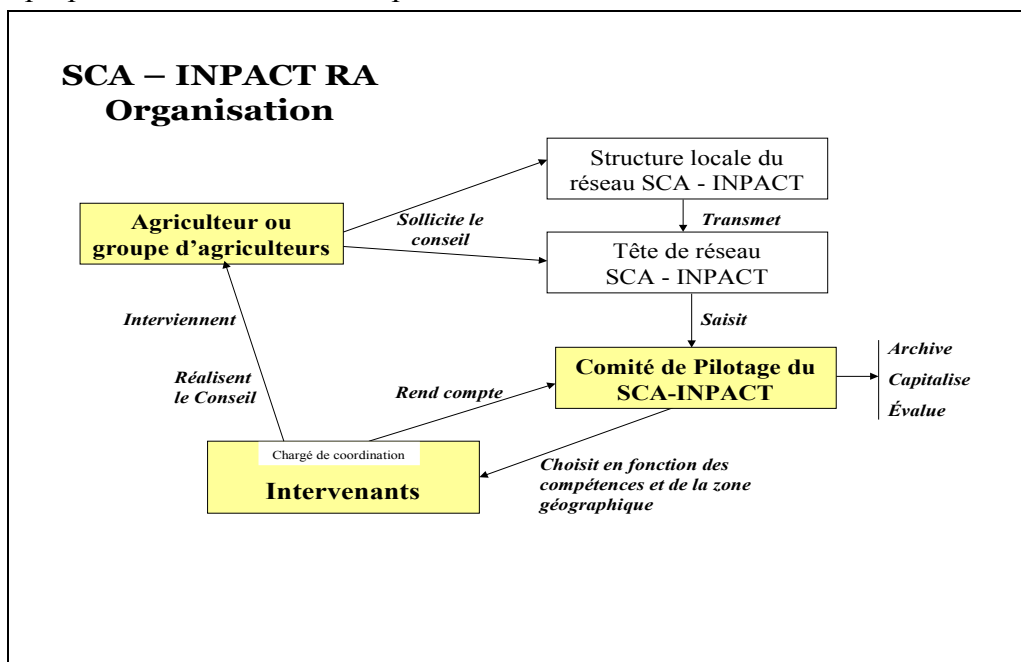 SCA – INPACT RA
Organisation
Structure locale du
réseau SCA - INPACT
Agriculteur ou
groupe d'agriculteurs
Sollicite le
conseil
Transmet
Tête de réseau
SCA - INPACT
Interviennent
Saisit
Réalisent
le Conseil
Rend compte
Comité de Pilotage du
SCA-INPACT
Archive
Capitalise
Évalue
Chargé de coordination
Intervenants
Choisit en fonction des
compétences et de la zone
géographique